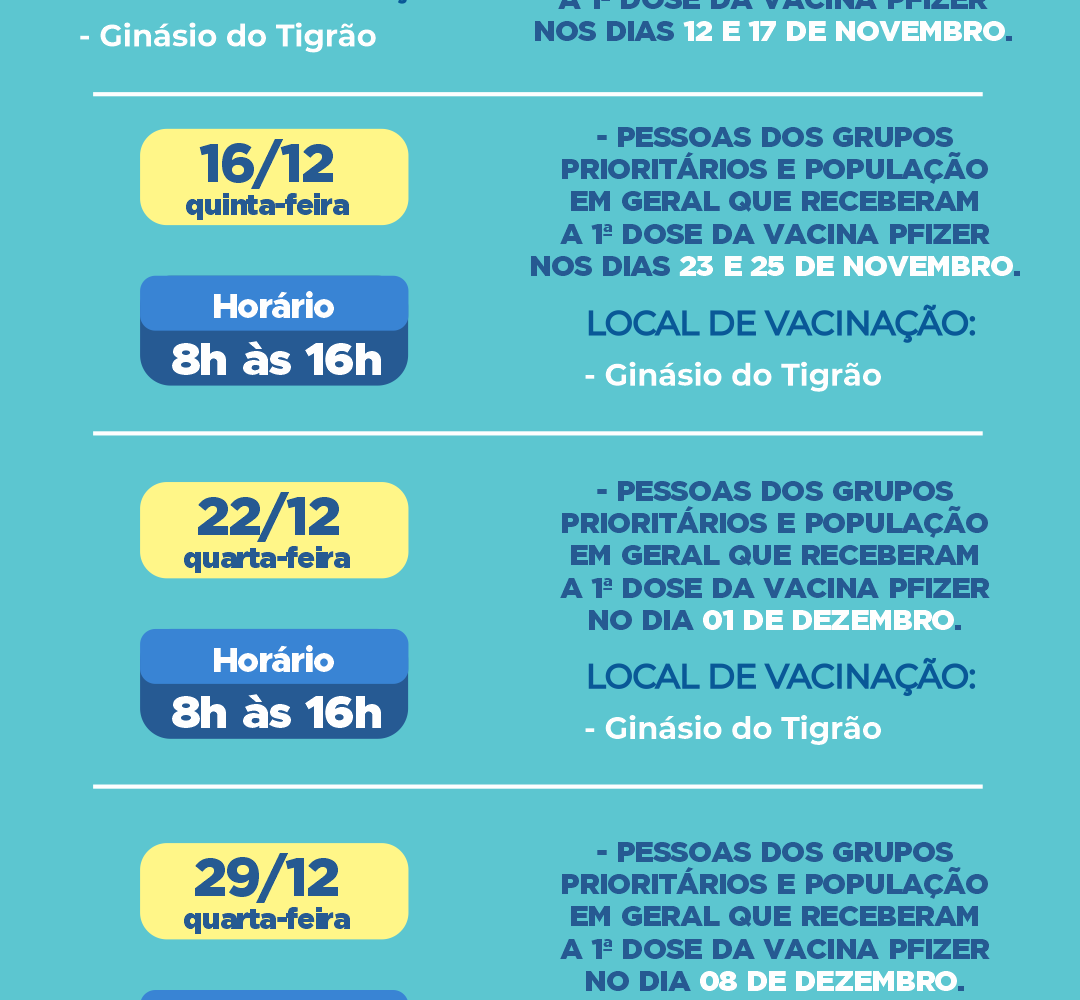 A 1ª DOSE DA VACINA PFIZER
- Ginásio do Tigrão
NOS DIAS 12 E 17 DE NOVEMBRO.
16/12
quinta-feira
Horário
8h às 16h
- PESSOAS DOS GRUPOS
PRIORITÁRIOS E POPULAÇÃO
EM GERAL QUE RECEBERAM
A 1ª DOSE DA VACINA PFIZER
NOS DIAS 23 E 25 DE NOVEMBRO.
LOCAL DE VACINAÇÃO:
- Ginásio do Tigrão
22/12
quarta-feira
Horário
8h às 16h
- PESSOAS DOS GRUPOS
PRIORITÁRIOS E POPULAÇÃO
EM GERAL QUE RECEBERAM
A 1ª DOSE DA VACINA PFIZER
NO DIA 01 DE DEZEMBRO.
LOCAL DE VACINAÇÃO:
- Ginásio do Tigrão
29/12
quarta-feira
- PESSOAS DOS GRUPOS
PRIORITÁRIOS E POPULAÇÃO
EM GERAL QUE RECEBERAM
A 1ª DOSE DA VACINA PFIZER
NO DIA 08 DE DEZEMBRO.